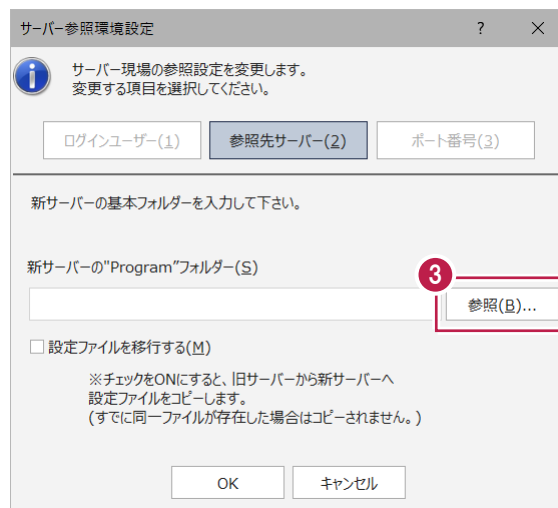 サーバー参照環境設定 ? ×
サーバー現場の参照設定を変更します。
変更する項目を選択してください。
ログインユーザー(1) 参照先サーバー(2) ポート番号(3)
新サーバーの基本フォルダーを入力して下さい。
新サーバーの"Program"フォルダー(S)
3
参照(B)...
設定ファイルを移行する(M)
※チェックをONにすると、旧サーバーから新サーバーへ
設定ファイルをコピーします。
(すでに同一ファイルが存在した場合はコピーされません。)
OK キャンセル